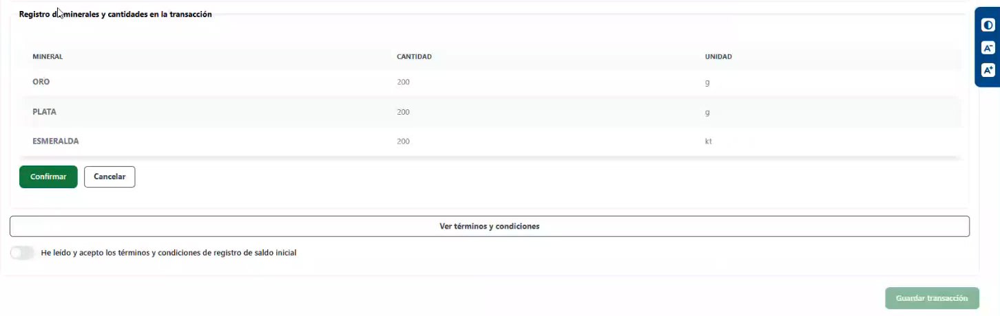 Registro de minerales y cantidades en la transacción
MINERAL CANTIDAD UNIDAD
ORO 200 g
PLATA 200 g
ESMERALDA 200 kt
Confirmar Cancelar
Ver términos y condiciones
He leído y acepto los términos y condiciones de registro de saldo inicial
Guardar transacción
A-
A+